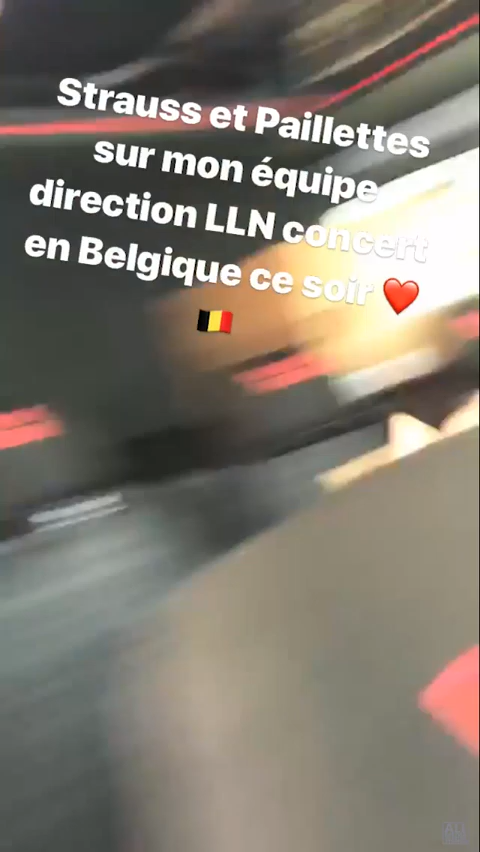 Strauss et Paillettes
sur mon équipe
direction LLN concert
en Belgique ce soir ❤️
🇧🇪